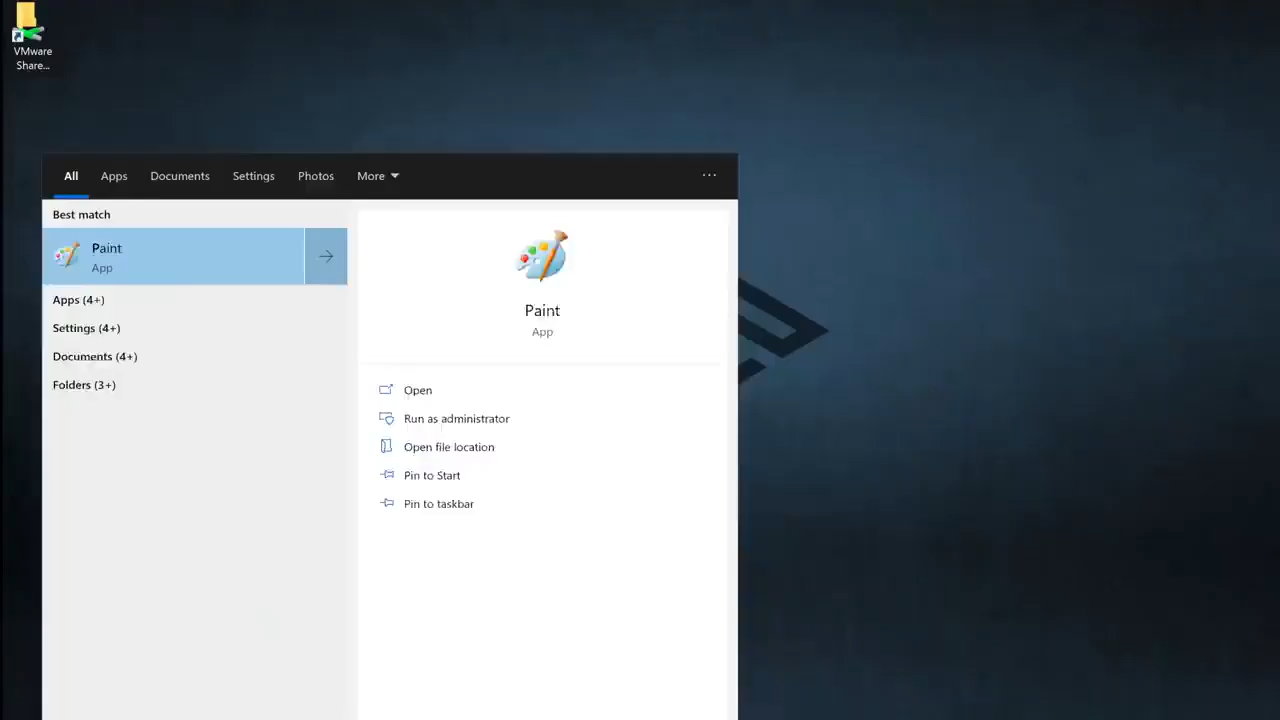 VMware
Share...
All
Apps
Documents
Settings
Photos
More
...
Best match
Paint
App
Apps (4+)
Settings (4+)
Documents (4+)
Folders (3+)
Paint
App
Open
Run as administrator
Open file location
Pin to Start
Pin to taskbar